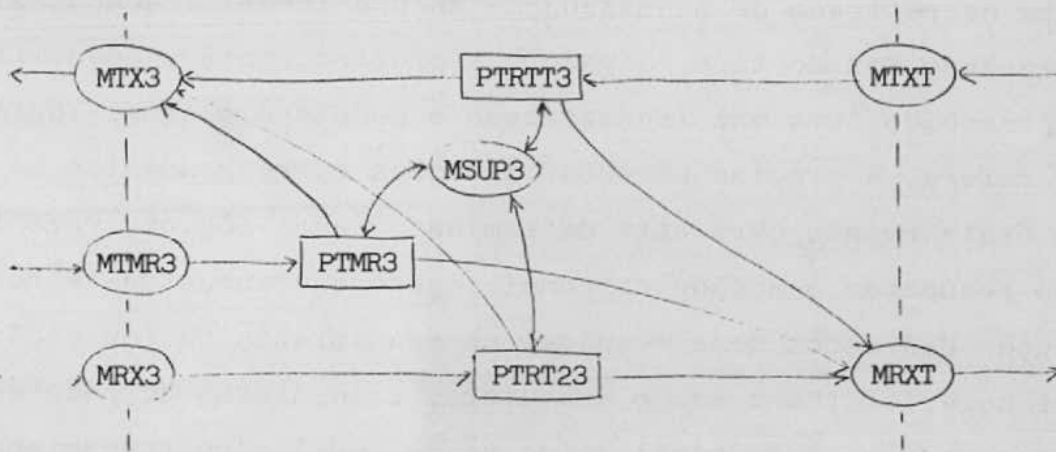 MTX3 PTRTT3 MTXT
MSUP3
MTMR3 PTMR3
MRX3 PTRT23 MRXT